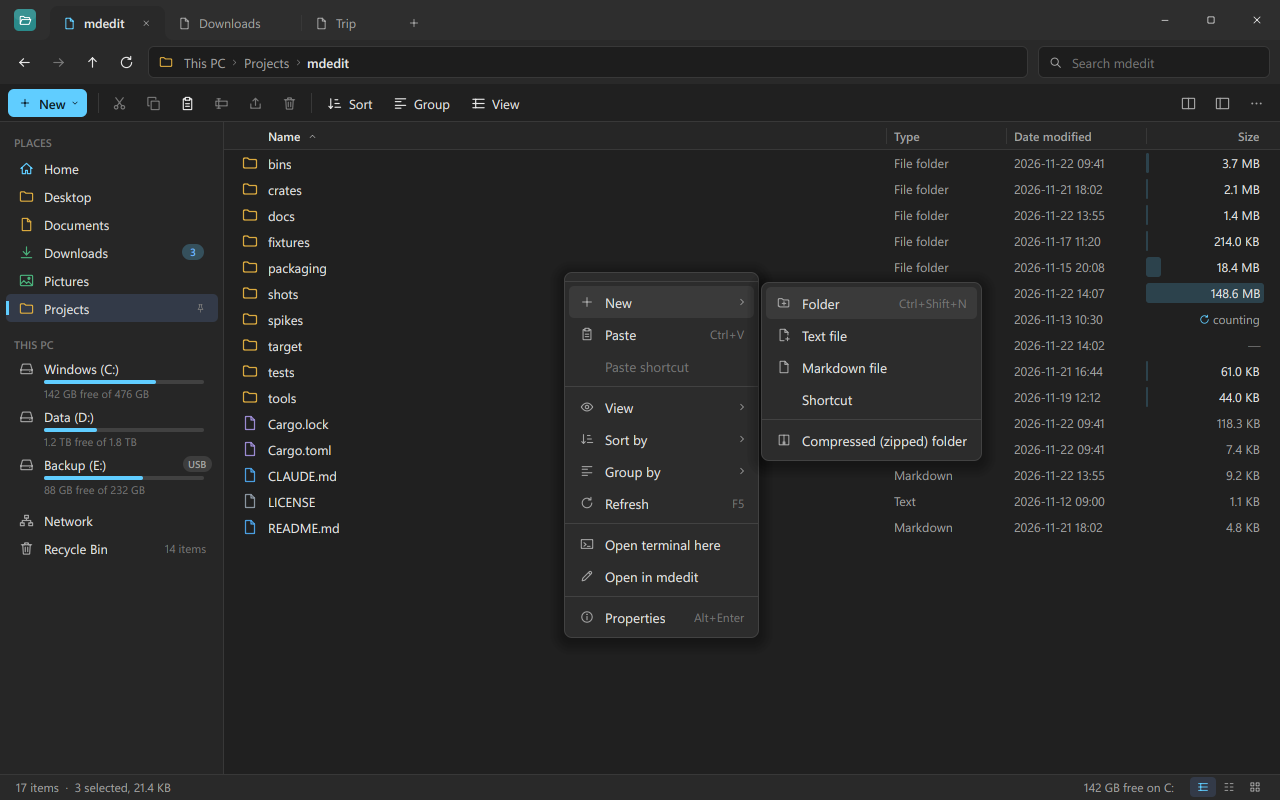 mdedit
Downloads
Trip
This PC › Projects › mdedit
Search mdedit
New
Sort
Group
View
PLACES
Home
Desktop
Documents
Downloads 3
Pictures
Projects
THIS PC
Windows (C:)
142 GB free of 476 GB
Data (D:)
1.2 TB free of 1.8 TB
Backup (E:) USB
88 GB free of 232 GB
Network
Recycle Bin 14 items
Name Type Date modified Size
bins File folder 2026-11-22 09:41 3.7 MB
crates File folder 2026-11-21 18:02 2.1 MB
docs File folder 2026-11-22 13:55 1.4 MB
fixtures File folder 2026-11-17 11:20 214.0 KB
packaging File folder 2026-11-15 20:08 18.4 MB
shots 2026-11-22 14:07 148.6 MB
spikes 2026-11-13 10:30 counting
target 2026-11-22 14:02 —
tests 2026-11-21 16:44 61.0 KB
tools 2026-11-19 12:12 44.0 KB
Cargo.lock 2026-11-22 09:41 118.3 KB
Cargo.toml 2026-11-22 09:41 7.4 KB
CLAUDE.md Markdown 2026-11-22 13:55 9.2 KB
LICENSE Text 2026-11-12 09:00 1.1 KB
README.md Markdown 2026-11-21 18:02 4.8 KB
New
Paste Ctrl+V
Paste shortcut
View
Sort by
Group by
Refresh F5
Open terminal here
Open in mdedit
Properties Alt+Enter
Folder Ctrl+Shift+N
Text file
Markdown file
Shortcut
Compressed (zipped) folder
17 items · 3 selected, 21.4 KB
142 GB free on C: